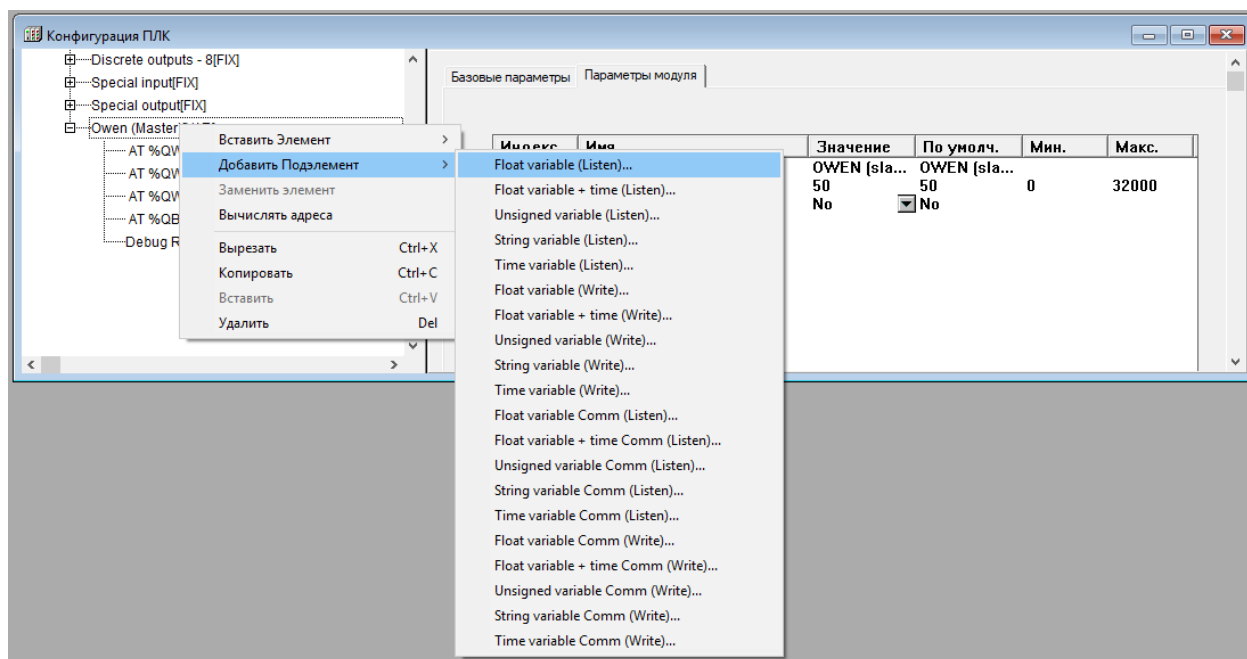 Конфигурация ПЛК
Discrete outputs - 8[FIX]
Special input[FIX]
Special output[FIX]
Owen (Master
AT %QW
AT %QW
AT %QW
AT %QB
Debug R
Базовые параметры Параметры модуля
Индекс Имя Значение По умолч. Мин. Макс.
OWEN (sla... OWEN (sla...
50 50 0 32000
No No
Вставить Элемент
Добавить Подэлемент
Заменить элемент
Вычислять адреса
Вырезать Ctrl+X
Копировать Ctrl+C
Вставить Ctrl+V
Удалить Del
Float variable (Listen)...
Float variable + time (Listen)...
Unsigned variable (Listen)...
String variable (Listen)...
Time variable (Listen)...
Float variable (Write)...
Float variable + time (Write)...
Unsigned variable (Write)...
String variable (Write)...
Time variable (Write)...
Float variable Comm (Listen)...
Float variable + time Comm (Listen)...
Unsigned variable Comm (Listen)...
String variable Comm (Listen)...
Time variable Comm (Listen)...
Float variable Comm (Write)...
Float variable + time Comm (Write)...
Unsigned variable Comm (Write)...
String variable Comm (Write)...
Time variable Comm (Write)...